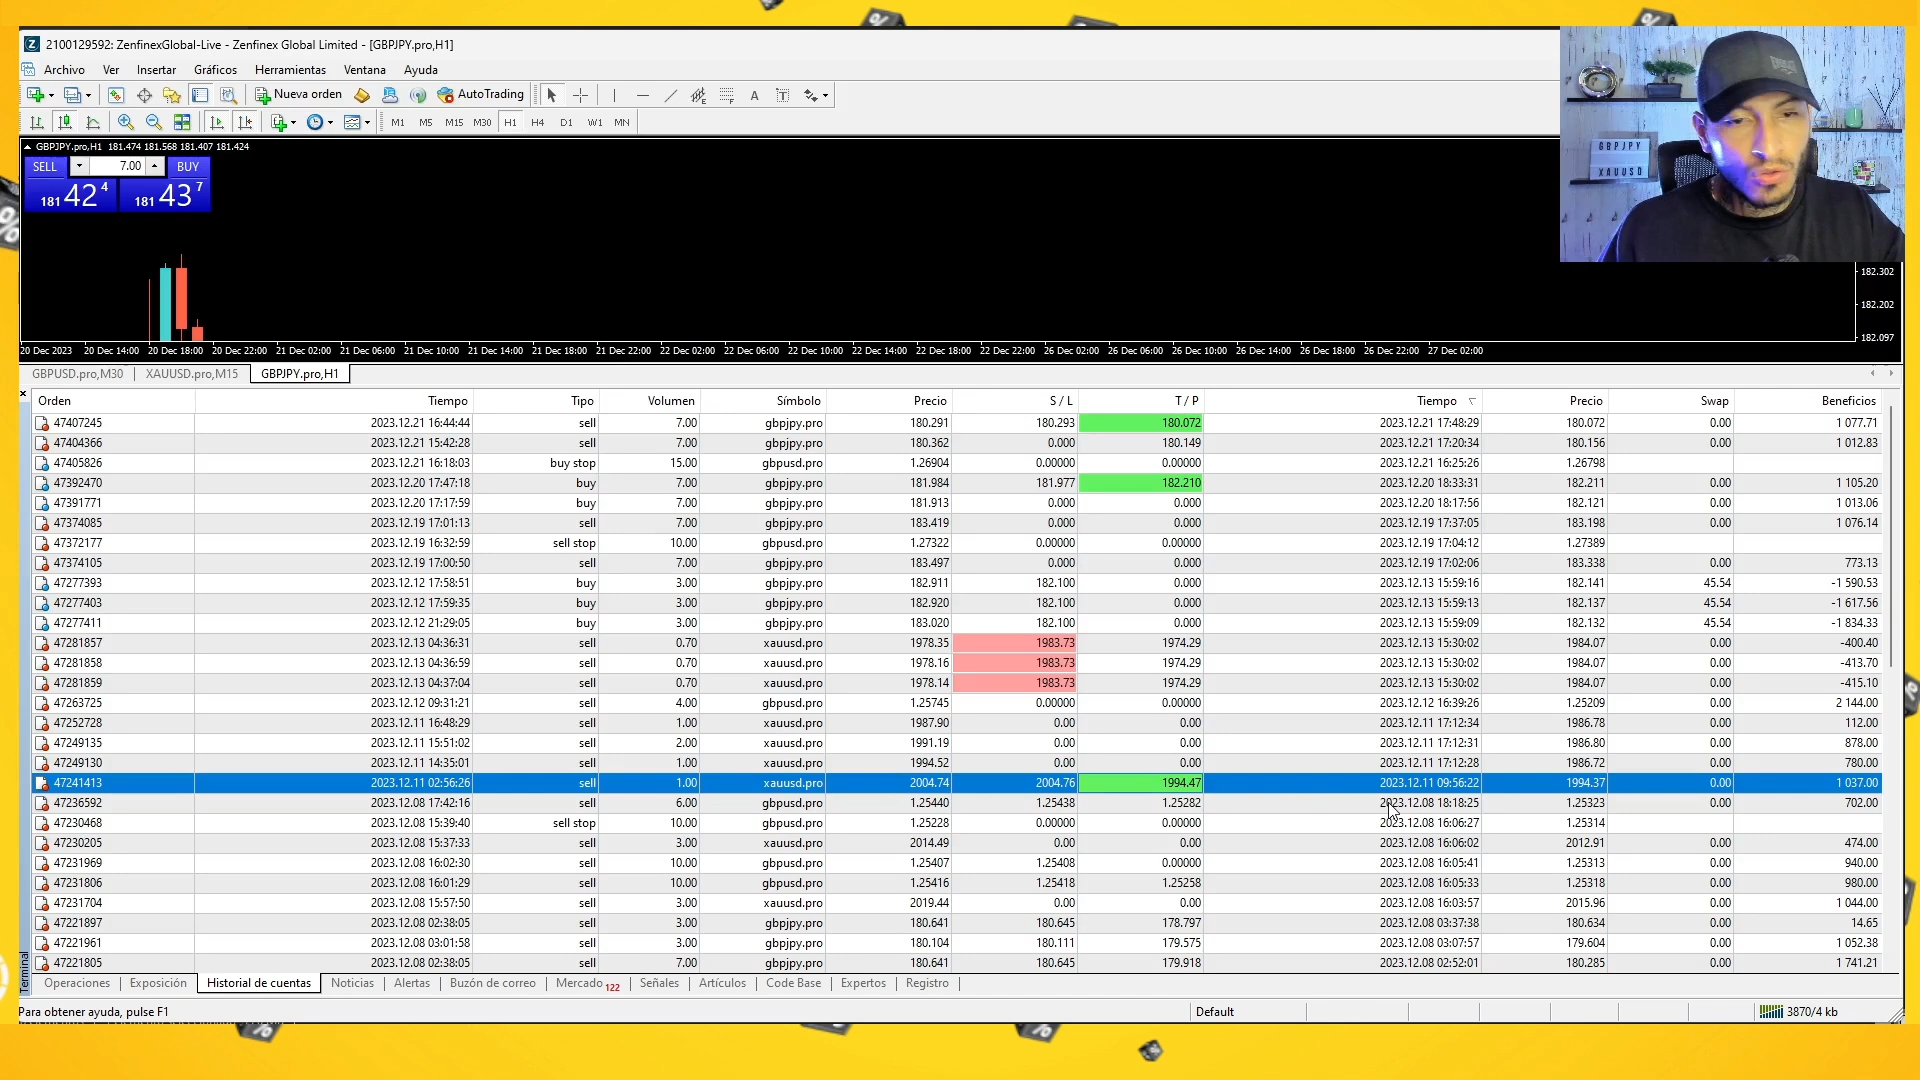 2100129592: ZenfinexGlobal-Live - Zenfinex Global Limited - [GBPJPY.pro,H1]
Archivo Ver Insertar Gráficos Herramientas Ventana Ayuda
Nueva orden AutoTrading A T
M1 M5 M15 M30 H1 H4 D1 W1 MN
GBPJPY.pro,H1 181.474 181.568 181.407 181.424
SELL 7.00 BUY
181 42 4 181 43 7
GBPJPY
XAUUSD
182.302
182.202
182.097
20 Dec 2023 20 Dec 14:00 20 Dec 18:00 20 Dec 22:00 21 Dec 02:00 21 Dec 06:00 21 Dec 10:00 21 Dec 14:00 21 Dec 18:00 21 Dec 22:00 22 Dec 02:00 22 Dec 06:00 22 Dec 10:00 22 Dec 14:00 22 Dec 18:00 22 Dec 22:00 26 Dec 02:00 26 Dec 06:00 26 Dec 10:00 26 Dec 14:00 26 Dec 18:00 26 Dec 22:00 27 Dec 02:00
GBPUSD.pro,M30 XAUUSD.pro,M15 GBPJPY.pro,H1
Orden Tiempo Tipo Volumen Símbolo Precio S / L T / P Tiempo Precio Swap Beneficios
47407245 2023.12.21 16:44:44 sell 7.00 gbpjpy.pro 180.291 180.293 180.072 2023.12.21 17:48:29 180.072 0.00 1 077.71
47404366 2023.12.21 15:42:28 sell 7.00 gbpjpy.pro 180.362 0.000 180.149 2023.12.21 17:20:34 180.156 0.00 1 012.83
47405826 2023.12.21 16:18:03 buy stop 15.00 gbpusd.pro 1.26904 0.00000 0.00000 2023.12.21 16:25:26 1.26798
47392470 2023.12.20 17:47:18 buy 7.00 gbpjpy.pro 181.984 181.977 182.210 2023.12.20 18:33:31 182.211 0.00 1 105.20
47391771 2023.12.20 17:17:59 buy 7.00 gbpjpy.pro 181.913 0.000 0.000 2023.12.20 18:17:56 182.121 0.00 1 013.06
47374085 2023.12.19 17:01:13 sell 7.00 gbpjpy.pro 183.419 0.000 0.000 2023.12.19 17:37:05 183.198 0.00 1 076.14
47372177 2023.12.19 16:32:59 sell stop 10.00 gbpusd.pro 1.27322 0.00000 0.00000 2023.12.19 17:04:12 1.27389
47374105 2023.12.19 17:00:50 sell 7.00 gbpjpy.pro 183.497 0.000 0.000 2023.12.19 17:02:06 183.338 0.00 773.13
47277393 2023.12.12 17:58:51 buy 3.00 gbpjpy.pro 182.911 182.100 0.000 2023.12.13 15:59:16 182.141 45.54 -1 590.53
47277403 2023.12.12 17:59:35 buy 3.00 gbpjpy.pro 182.920 182.100 0.000 2023.12.13 15:59:13 182.137 45.54 -1 617.56
47277411 2023.12.12 21:29:05 buy 3.00 gbpjpy.pro 183.020 182.100 0.000 2023.12.13 15:59:09 182.132 45.54 -1 834.33
47281857 2023.12.13 04:36:31 sell 0.70 xauusd.pro 1978.35 1983.73 1974.29 2023.12.13 15:30:02 1984.07 0.00 -400.40
47281858 2023.12.13 04:36:59 sell 0.70 xauusd.pro 1978.16 1983.73 1974.29 2023.12.13 15:30:02 1984.07 0.00 -413.70
47281859 2023.12.13 04:37:04 sell 0.70 xauusd.pro 1978.14 1983.73 1974.29 2023.12.13 15:30:02 1984.07 0.00 -415.10
47263725 2023.12.12 09:31:21 sell 4.00 gbpusd.pro 1.25745 0.00000 0.00000 2023.12.12 16:39:26 1.25209 0.00 2 144.00
47252728 2023.12.11 16:48:29 sell 1.00 xauusd.pro 1987.90 0.00 0.00 2023.12.11 17:12:34 1986.78 0.00 112.00
47249135 2023.12.11 15:51:02 sell 2.00 xauusd.pro 1991.19 0.00 0.00 2023.12.11 17:12:31 1986.80 0.00 878.00
47249130 2023.12.11 14:35:01 sell 1.00 xauusd.pro 1994.52 0.00 0.00 2023.12.11 17:12:28 1986.72 0.00 780.00
47241413 2023.12.11 02:56:26 sell 1.00 xauusd.pro 2004.74 2004.76 1994.47 2023.12.11 09:56:22 1994.37 0.00 1 037.00
47236592 2023.12.08 17:42:16 sell 6.00 gbpusd.pro 1.25440 1.25438 1.25282 2023.12.08 18:18:25 1.25323 0.00 702.00
47230468 2023.12.08 15:39:40 sell stop 10.00 gbpusd.pro 1.25228 0.00000 0.00000 2023.12.08 16:06:27 1.25314
47230205 2023.12.08 15:37:33 sell 3.00 xauusd.pro 2014.49 0.00 0.00 2023.12.08 16:06:02 2012.91 0.00 474.00
47231969 2023.12.08 16:02:30 sell 10.00 gbpusd.pro 1.25407 1.25408 0.00000 2023.12.08 16:05:41 1.25313 0.00 940.00
47231806 2023.12.08 16:01:29 sell 10.00 gbpusd.pro 1.25416 1.25418 1.25258 2023.12.08 16:05:33 1.25318 0.00 980.00
47231704 2023.12.08 15:57:50 sell 3.00 xauusd.pro 2019.44 0.00 0.00 2023.12.08 16:03:57 2015.96 0.00 1 044.00
47221897 2023.12.08 02:38:05 sell 3.00 gbpjpy.pro 180.641 180.645 178.797 2023.12.08 03:37:38 180.634 0.00 14.65
47221961 2023.12.08 03:01:58 sell 3.00 gbpjpy.pro 180.104 180.111 179.575 2023.12.08 03:07:57 179.604 0.00 1 052.38
47221805 2023.12.08 02:38:05 sell 7.00 gbpjpy.pro 180.641 180.645 179.918 2023.12.08 02:52:01 180.285 0.00 1 741.21
Terminal
Operaciones Exposición Historial de cuentas Noticias Alertas Buzón de correo Mercado 122 Señales Artículos Code Base Expertos Registro
Para obtener ayuda, pulse F1 Default 3870/4 kb